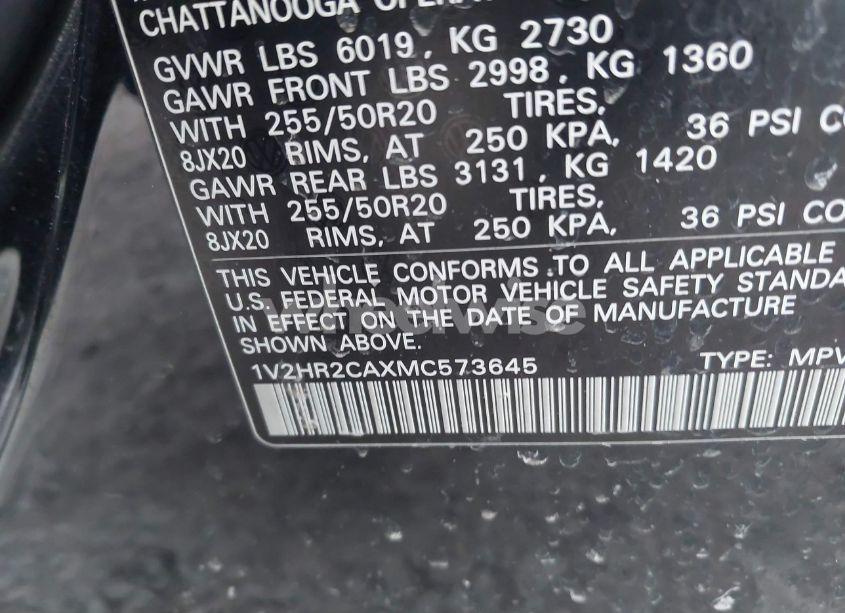 CHATTANOOGA
GVWR LBS 6019, KG 2730
GAWR FRONT LBS 2998, KG 1360
WITH 255/50R20 TIRES,
8JX20 RIMS, AT 250 KPA, 36 PSI
GAWR REAR LBS 3131, KG 1420
WITH 255/50R20 TIRES,
8JX20 RIMS, AT 250 KPA, 36 PSI
THIS VEHICLE CONFORMS TO ALL APPLICABLE
U.S. FEDERAL MOTOR VEHICLE SAFETY
IN EFFECT ON THE DATE OF MANUFACTURE
SHOWN ABOVE.
1V2HR2CAXMC573645 TYPE: MPV